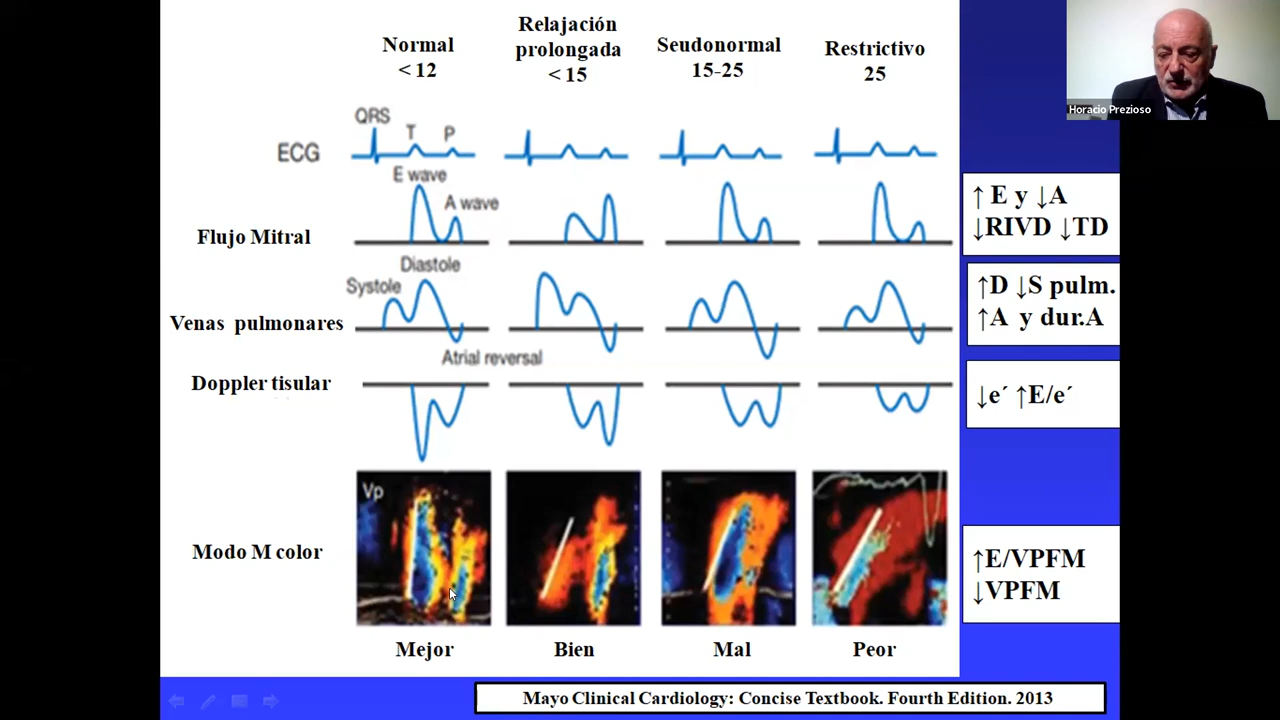 Normal
< 12
Relajación
prolongada
< 15
Seudonormal
15-25
Restrictivo
25
Horacio Prezioso
QRS
T
P
ECG
E wave
A wave
Flujo Mitral
↑ E y ↓A
↓RIVD ↓TD
Diastole
Systole
Venas pulmonares
Atrial reversal
↑D ↓S pulm.
↑A y dur.A
Doppler tisular
↓e´ ↑E/e´
Vp
Modo M color
↑E/VPFM
↓VPFM
Mejor
Bien
Mal
Peor
Mayo Clinical Cardiology: Concise Textbook. Fourth Edition. 2013